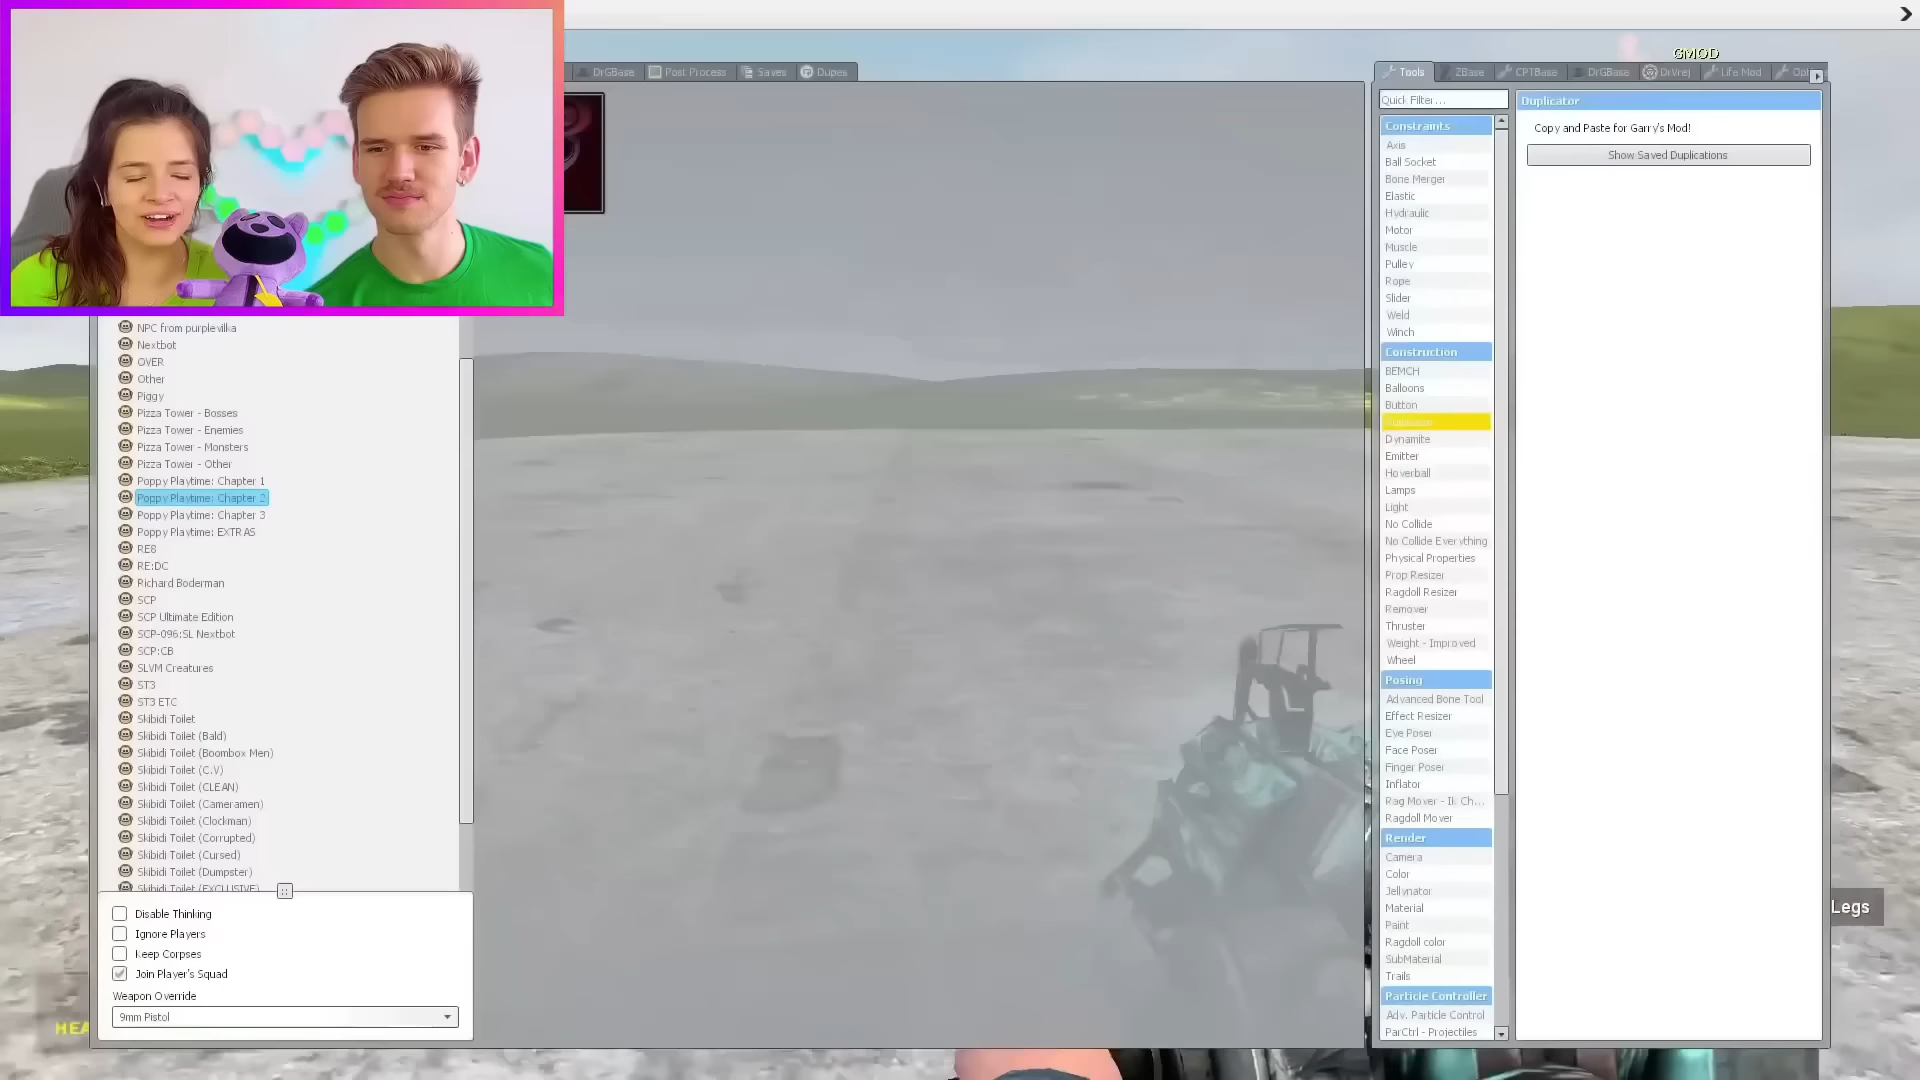 GMOD
DrGBase
Post Process
Saves
Dupes
Tools
ZBase
CPTBase
DrGBase
DrVrej
Life Mod
Quick Filter ...
Constraints
Axis
Ball Socket
Bone Merger
Elastic
Hydraulic
Motor
Muscle
Pulley
Rope
Slider
Weld
Winch
Construction
BEMCH
Balloons
Button
Dynamite
Emitter
Hoverball
Lamps
Light
No Collide
No Collide Everything
Physical Properties
Prop Resizer
Ragdoll Resizer
Remover
Thruster
Weight - Improved
Wheel
Posing
Advanced Bone Tool
Effect Resizer
Eye Poser
Face Poser
Finger Poser
Inflator
Rag Mover - Ik Ch...
Ragdoll Mover
Render
Camera
Color
Jellynator
Material
Paint
Ragdoll color
SubMaterial
Trails
Particle Controller
Adv. Particle Control
ParCtrl - Projectiles
Duplicator
Copy and Paste for Garry's Mod!
Show Saved Duplications
NPC from purplevilka
Nextbot
OVER
Other
Piggy
Pizza Tower - Bosses
Pizza Tower - Enemies
Pizza Tower - Monsters
Pizza Tower - Other
Poppy Playtime: Chapter 1
Poppy Playtime: Chapter 2
Poppy Playtime: Chapter 3
Poppy Playtime: EXTRAS
RE8
RE:DC
Richard Boderman
SCP
SCP Ultimate Edition
SCP-096:SL Nextbot
SCP:CB
SLVM Creatures
ST3
ST3 ETC
Skibidi Toilet
Skibidi Toilet (Bald)
Skibidi Toilet (Boombox Men)
Skibidi Toilet (C.V)
Skibidi Toilet (CLEAN)
Skibidi Toilet (Cameramen)
Skibidi Toilet (Clockman)
Skibidi Toilet (Corrupted)
Skibidi Toilet (Cursed)
Skibidi Toilet (Dumpster)
Skibidi Toilet (EXCLUSIVE)
Disable Thinking
Ignore Players
Keep Corpses
Join Player's Squad
Weapon Override
9mm Pistol
HEA
Legs